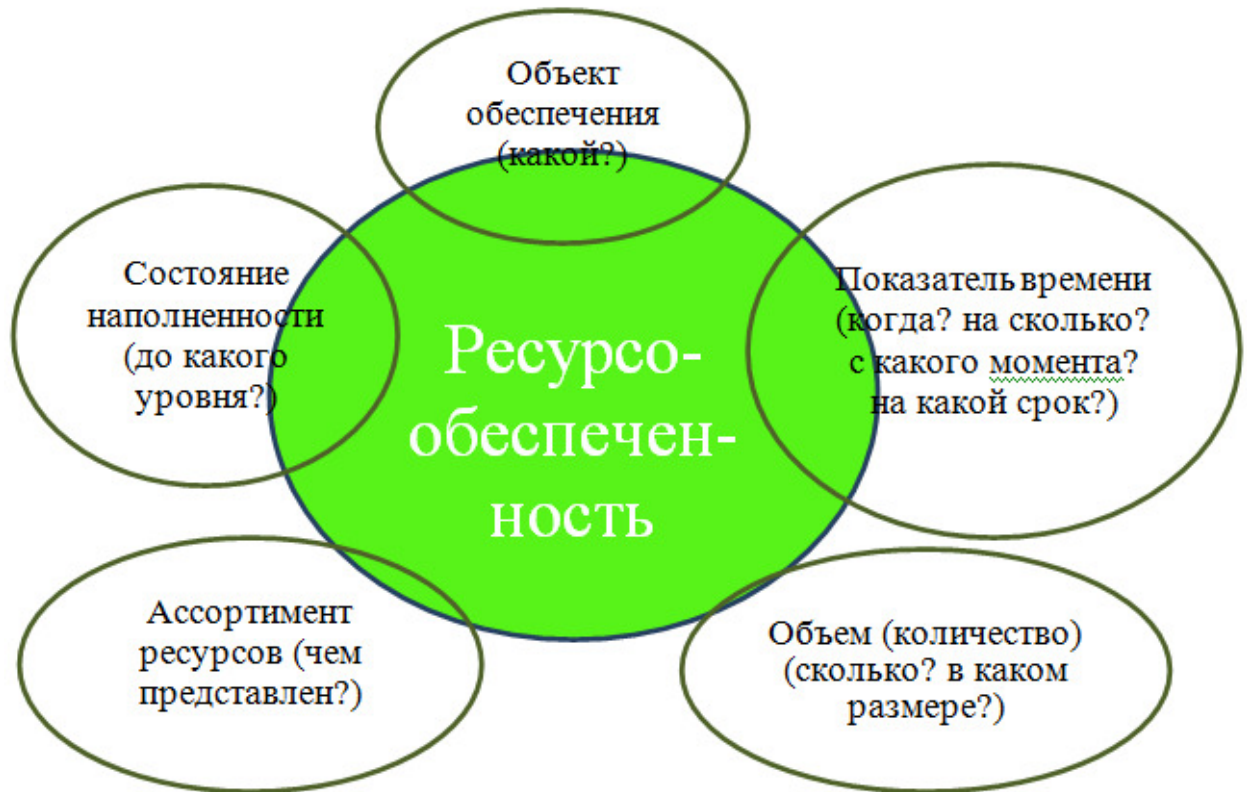 Объект
обеспечения
(какой?)
Состояние
наполненности
(до какого
уровня?)
Показатель времени
(когда? на сколько?
с какого момента?
на какой срок?)
Ресурсо-
обеспечен-
ность
Ассортимент
ресурсов (чем
представлен?)
Объем (количество)
(сколько? в каком
размере?)